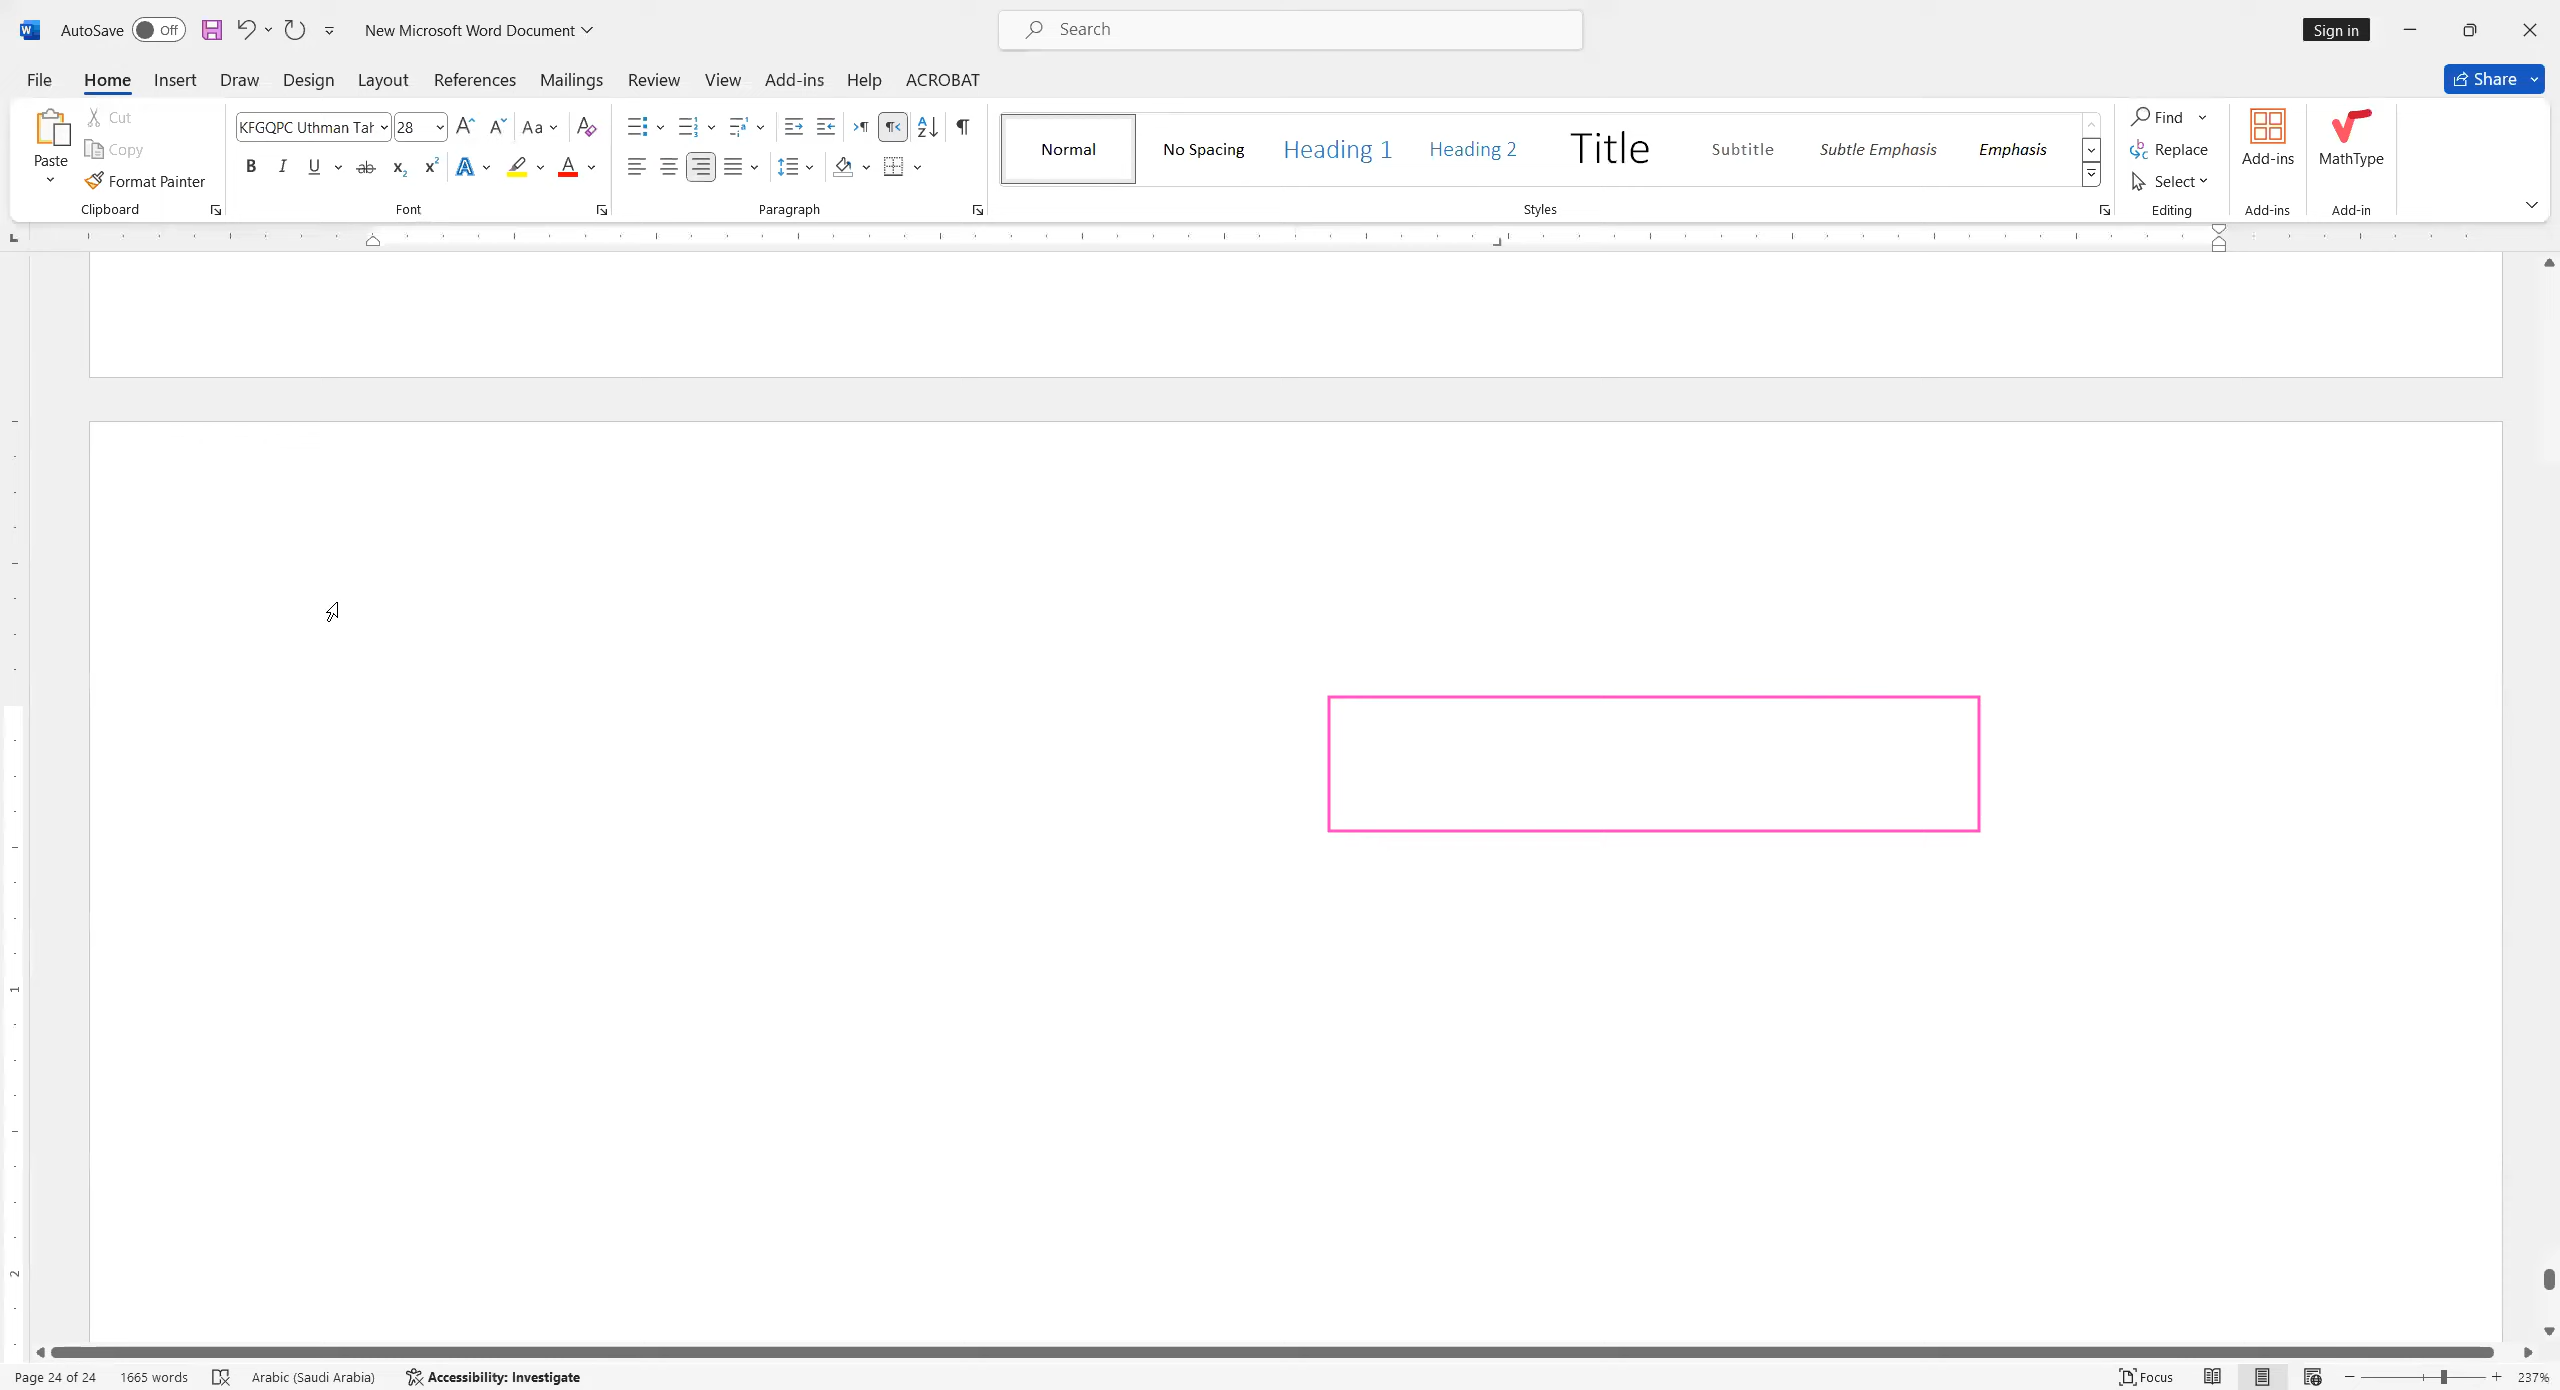 AutoSave Off New Microsoft Word Document Search Sign in
File Home Insert Draw Design Layout References Mailings Review View Add-ins Help ACROBAT Share
Paste Cut Copy Format Painter
KFGQPC Uthman Tah 28 Aa
Normal No Spacing Heading 1 Heading 2 Title Subtitle Subtle Emphasis Emphasis
Find Replace Select
Add-ins MathType
Clipboard Font Paragraph Styles Editing Add-ins Add-in
1
2
Page 24 of 24 1665 words Arabic (Saudi Arabia) Accessibility: Investigate Focus 237%